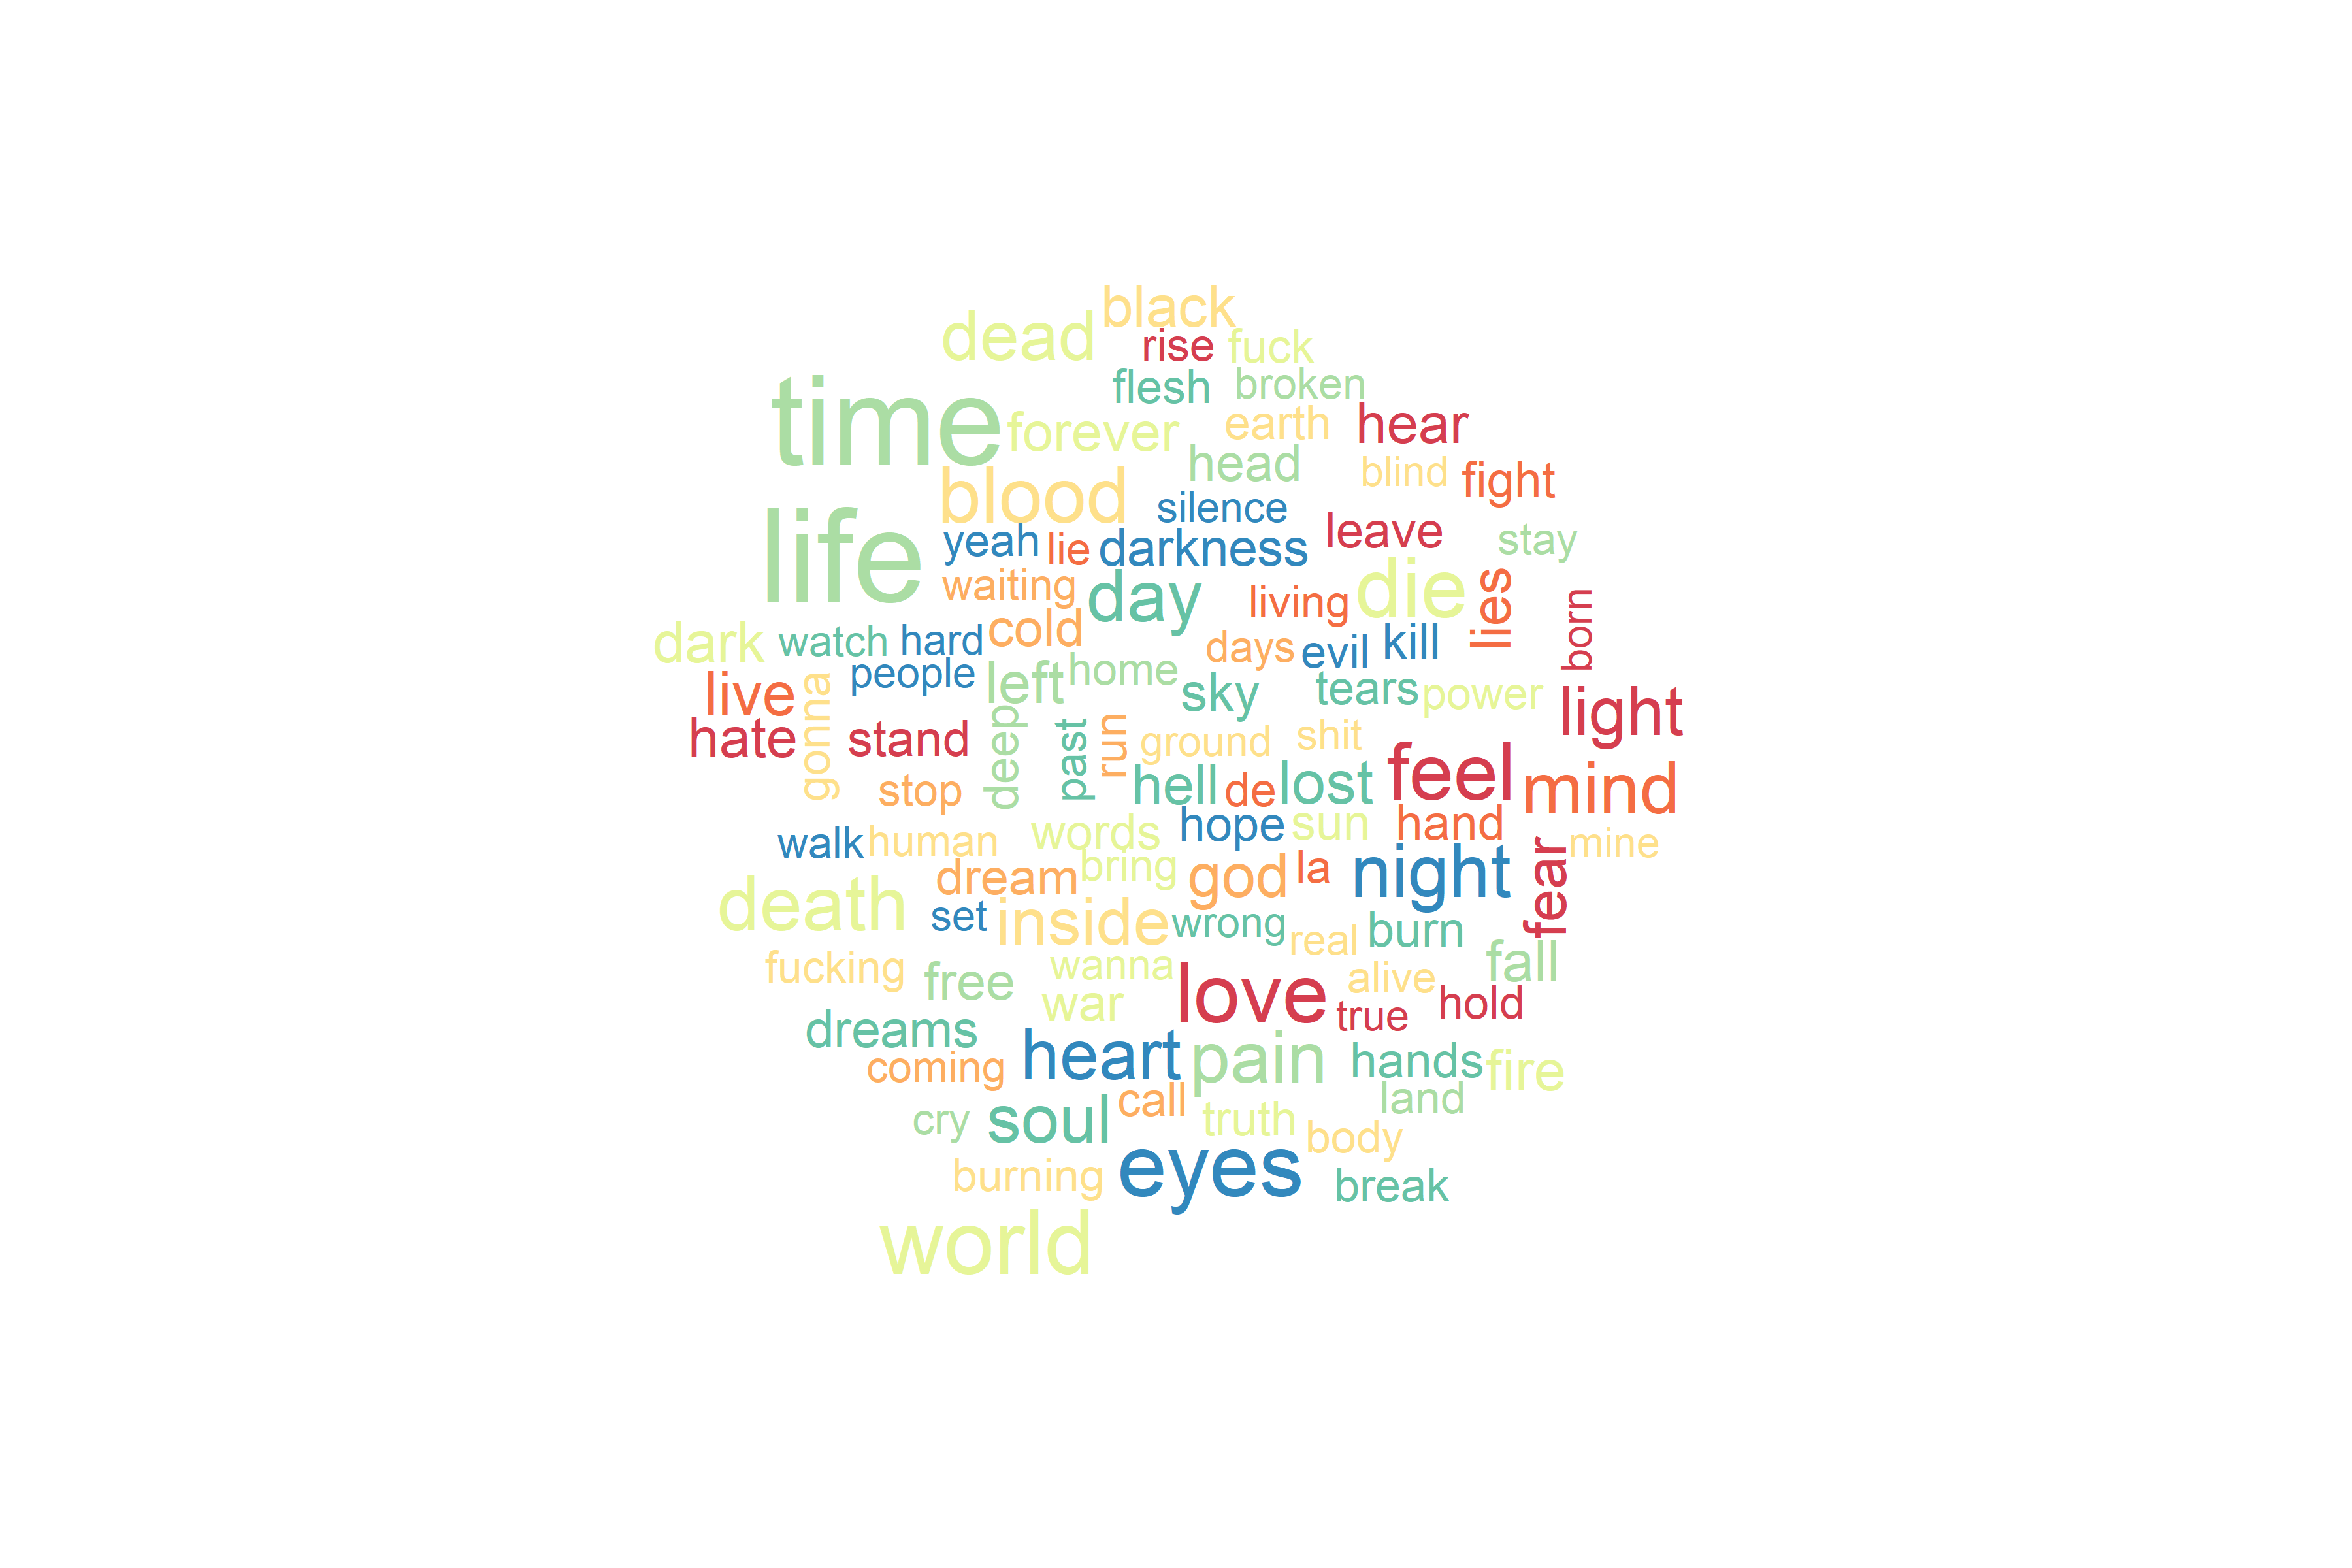 black
dead
rise
fuck
flesh
broken
time
forever
earth
hear
head
blind
fight
blood
silence
life
yeah
lie
darkness
leave
stay
waiting
day
living
die
lies
born
dark
watch
hard
cold
days
evil
kill
people
left
home
sky
tears
power
live
gonna
light
hate
stand
deep
past
run
ground
shit
feel
mind
stop
hell
de
lost
walk
human
words
hope
sun
hand
mine
bring
dream
god
la
night
fear
death
set
inside
wrong
real
burn
fall
fucking
free
wanna
alive
war
love
true
hold
dreams
heart
pain
hands
fire
coming
call
land
cry
soul
truth
body
burning
eyes
break
world